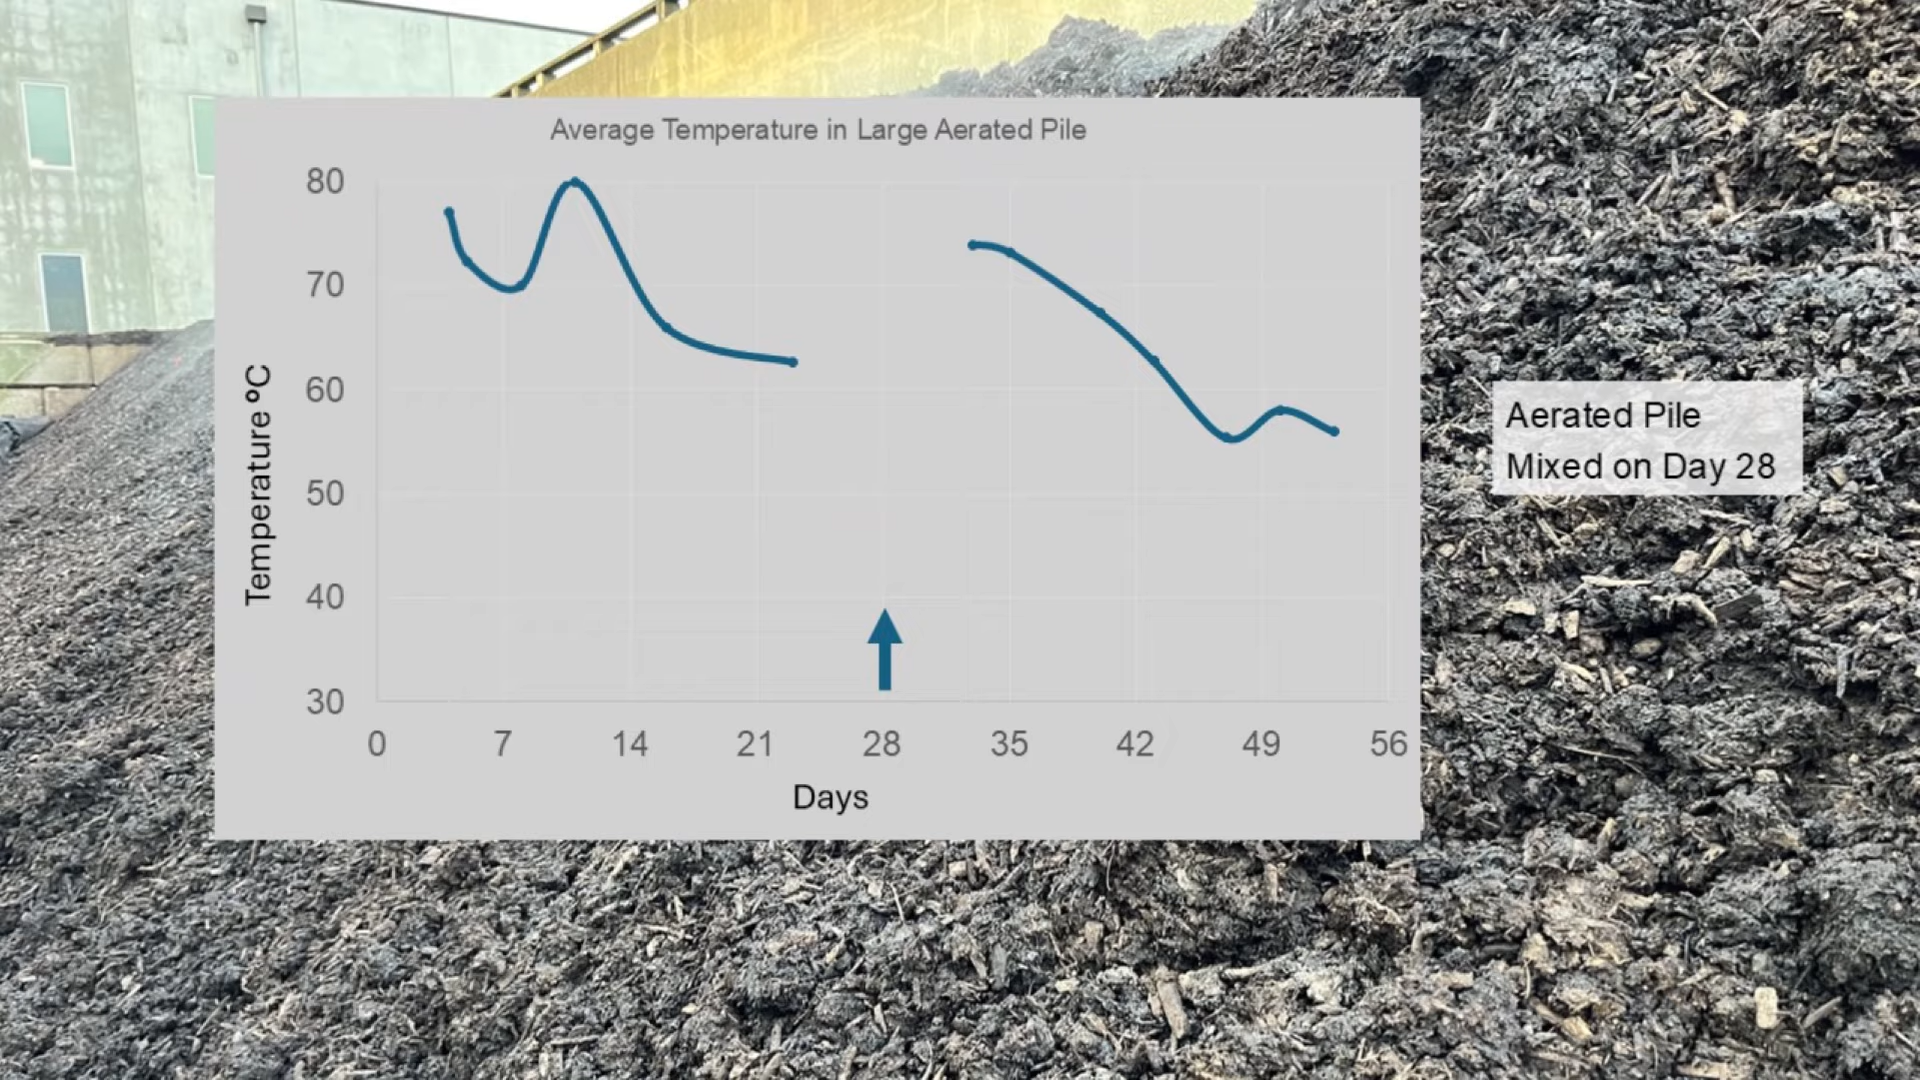 Average Temperature in Large Aerated Pile
80
70
60
50
40
30
Temperature ºC
0 7 14 21 28 35 42 49 56
Days
Aerated Pile
Mixed on Day 28